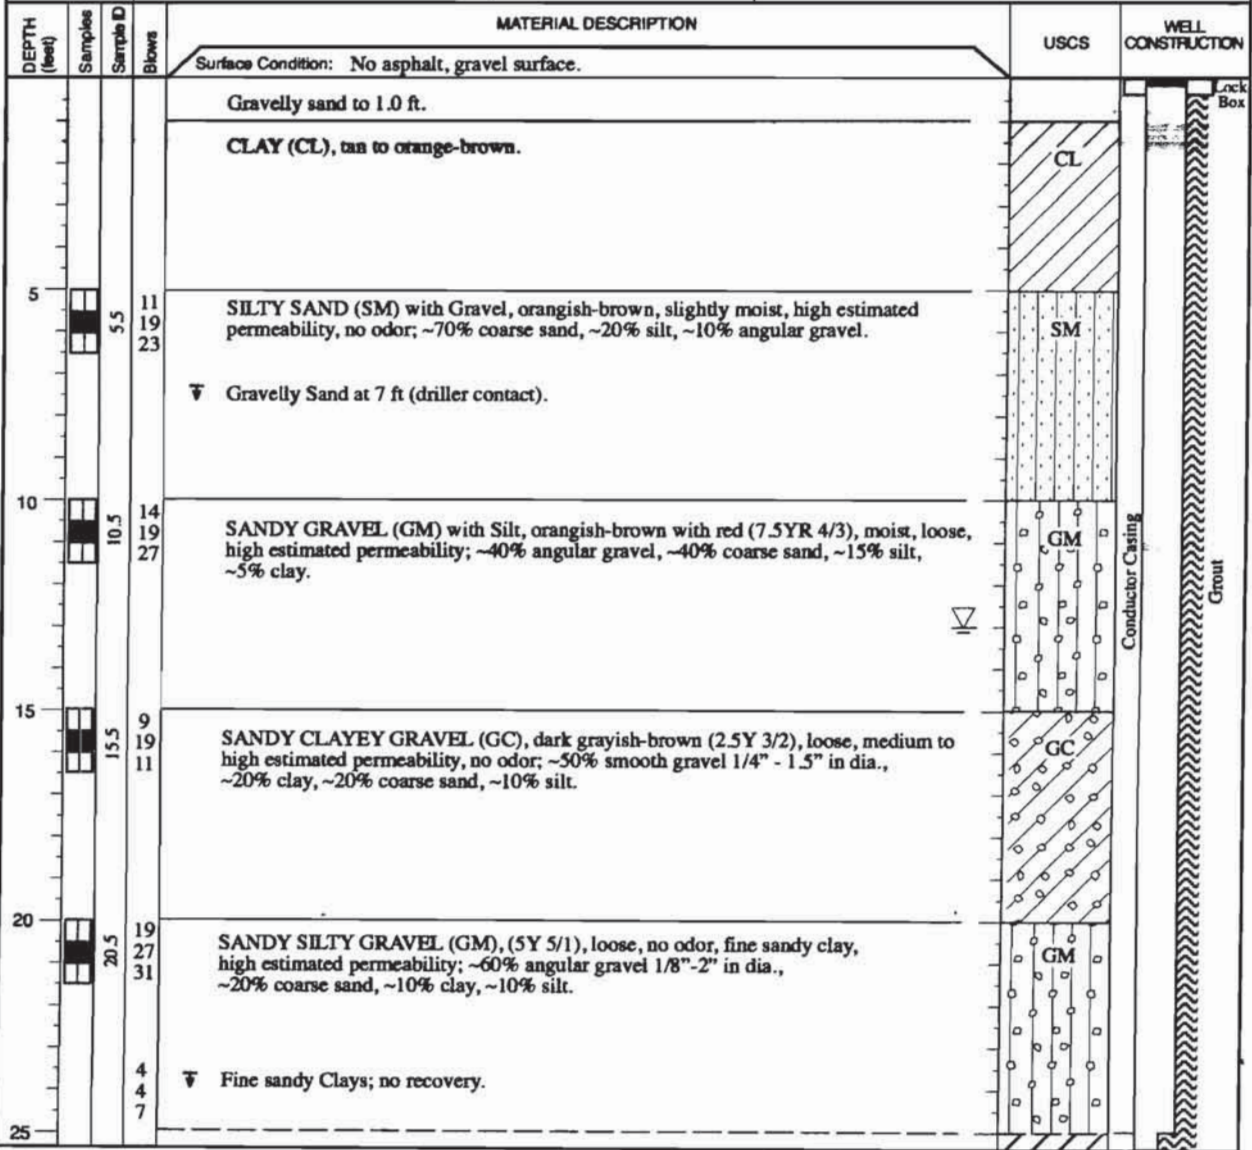 DEPTH (feet)
Samples
Sample ID
Blows
MATERIAL DESCRIPTION
USCS
WELL CONSTRUCTION
Surface Condition: No asphalt, gravel surface.
Lock Box
Gravelly sand to 1.0 ft.
CLAY (CL), tan to orange-brown.
CL
5
5.5
11
19
23
SILTY SAND (SM) with Gravel, orangish-brown, slightly moist, high estimated
permeability, no odor; ~70% coarse sand, ~20% silt, ~10% angular gravel.
SM
Gravelly Sand at 7 ft (driller contact).
10
10.5
14
19
27
SANDY GRAVEL (GM) with Silt, orangish-brown with red (7.5YR 4/3), moist, loose,
high estimated permeability; ~40% angular gravel, ~40% coarse sand, ~15% silt,
~5% clay.
GM
Conductor Casing
Grout
15
15.5
9
19
11
SANDY CLAYEY GRAVEL (GC), dark grayish-brown (2.5Y 3/2), loose, medium to
high estimated permeability, no odor; ~50% smooth gravel 1/4" - 1.5" in dia.,
~20% clay, ~20% coarse sand, ~10% silt.
GC
20
20.5
19
27
31
SANDY SILTY GRAVEL (GM), (5Y 5/1), loose, no odor, fine sandy clay,
high estimated permeability; ~60% angular gravel 1/8"-2" in dia.,
~20% coarse sand, ~10% clay, ~10% silt.
GM
4
4
7
Fine sandy Clays; no recovery.
25